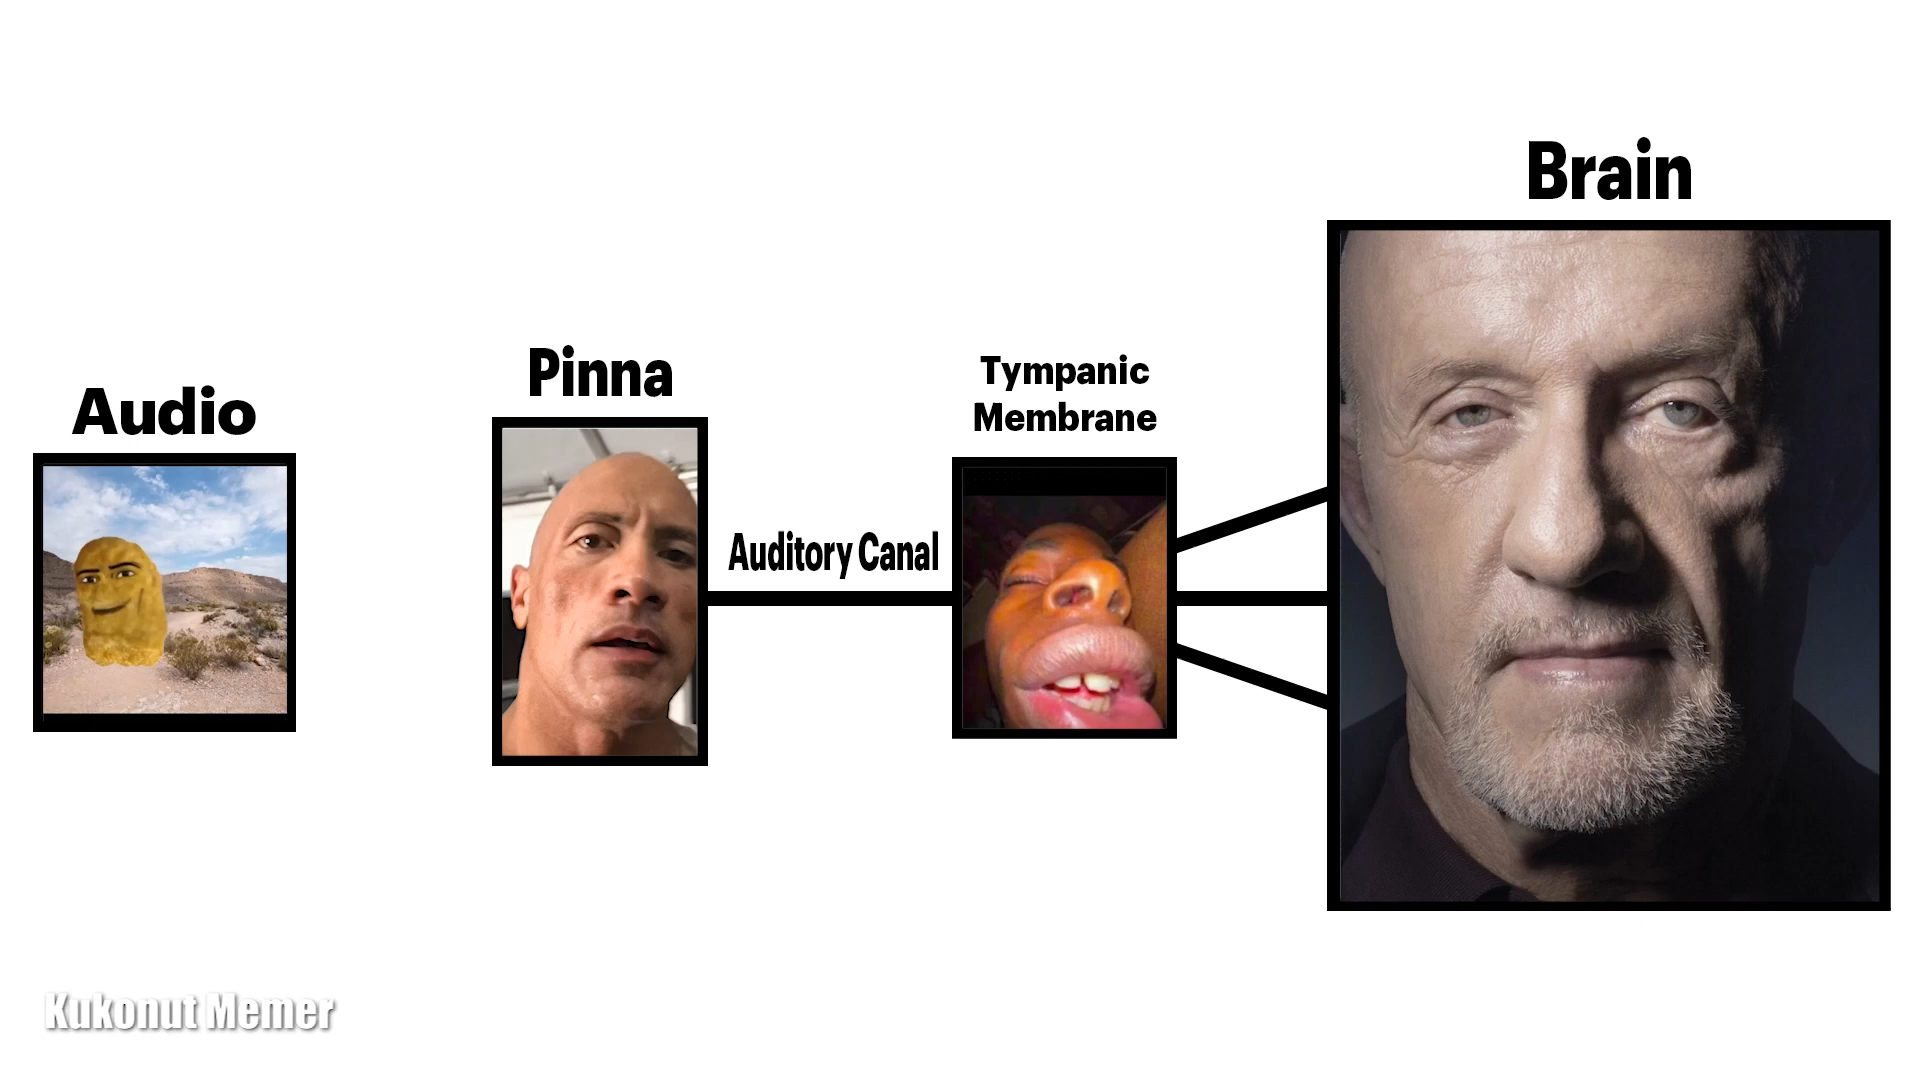 Audio
Pinna
Auditory Canal
Tympanic
Membrane
Brain
Kukonut Memer